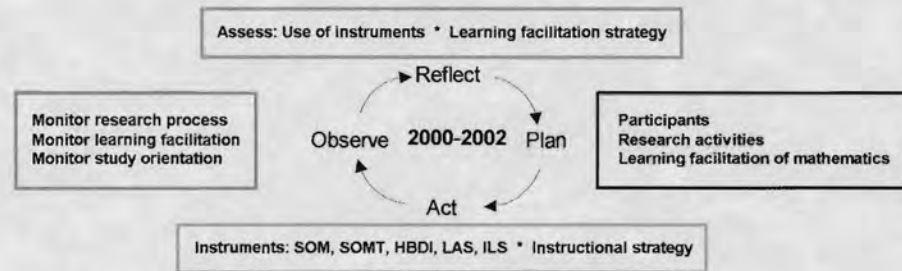 Assess: Use of instruments * Learning facilitation strategy
Reflect
Monitor research process
Monitor learning facilitation
Monitor study orientation
Observe 2000-2002 Plan
Participants
Research activities
Learning facilitation of mathematics
Act
Instruments: SOM, SOMT, HBDI, LAS, ILS * Instructional strategy